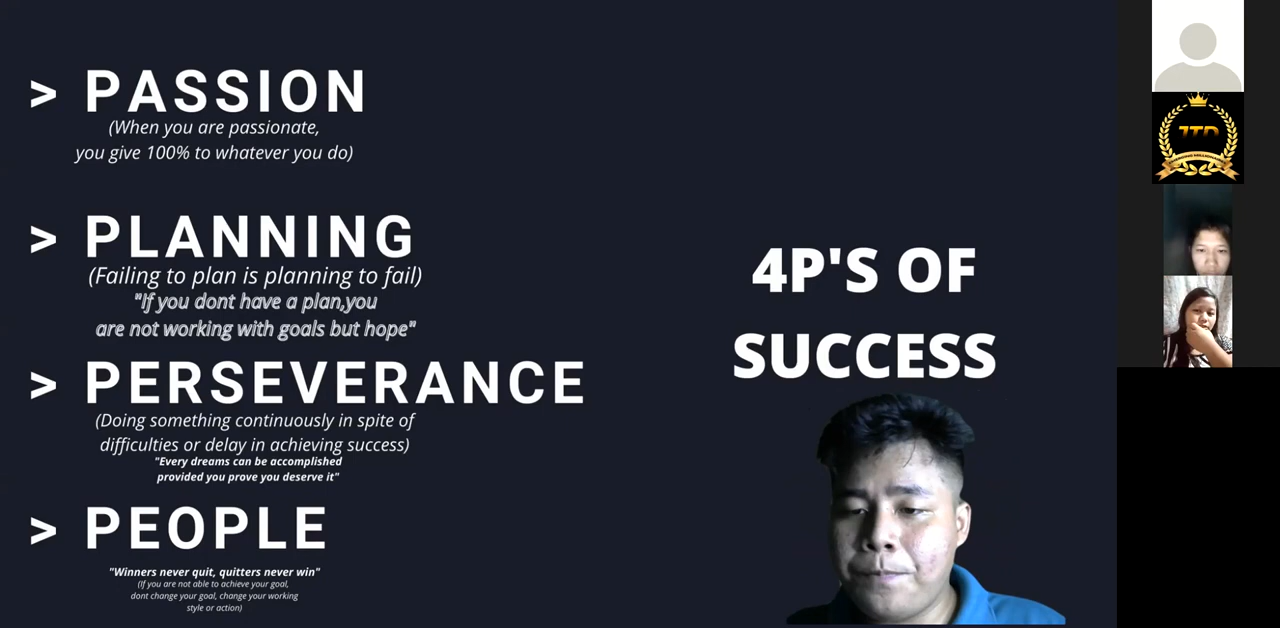 > PASSION
(When you are passionate,
you give 100% to whatever you do)
> PLANNING
(Failing to plan is planning to fail)
"If you dont have a plan,you
are not working with goals but hope"
> PERSEVERANCE
(Doing something continuously in spite of
difficulties or delay in achieving success)
"Every dreams can be accomplished
provided you prove you deserve it"
> PEOPLE
"Winners never quit, quitters never win"
(If you are not able to achieve your goal,
dont change your goal, change your working
style or action)
4P'S OF
SUCCESS